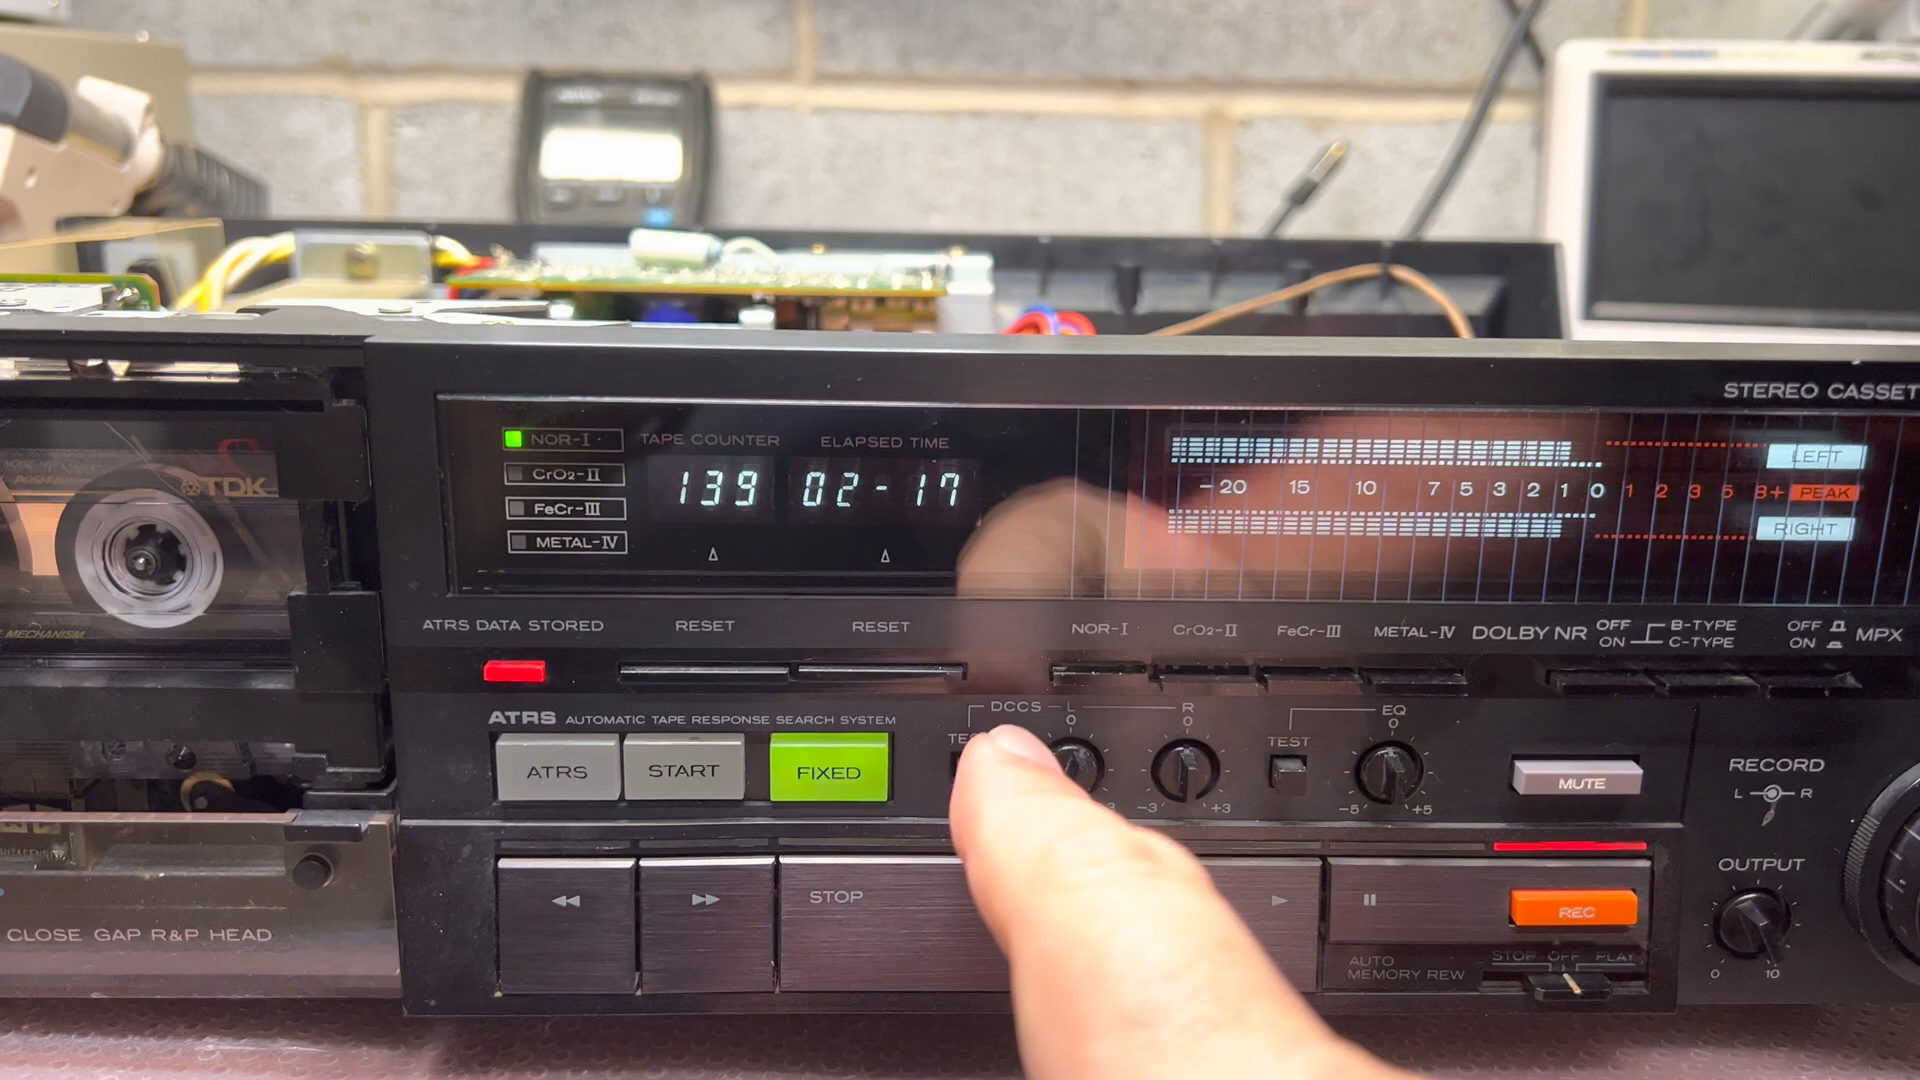 STEREO CASSET
NOR-I TAPE COUNTER ELAPSED TIME
CrO2-II
FeCr-III
METAL-IV
139 02-17
LEFT
-20 15 10 7 5 3 2 1 0 1 2 3 5 8+ PEAK
RIGHT
TDK
MECHANISM
ATRS DATA STORED RESET RESET
NOR-I CrO2-II FeCr-III METAL-IV DOLBY NR OFF ON B-TYPE C-TYPE OFF ON MPX
ATRS AUTOMATIC TAPE RESPONSE SEARCH SYSTEM
DCCS L R EQ
0 0 0
TES TEST
ATRS START FIXED
3 -3 +3 -5 +5
MUTE
RECORD
L R
OUTPUT
0 10
STOP
REC
AUTO
MEMORY REW
STOP OFF PLAY
CLOSE GAP R&P HEAD